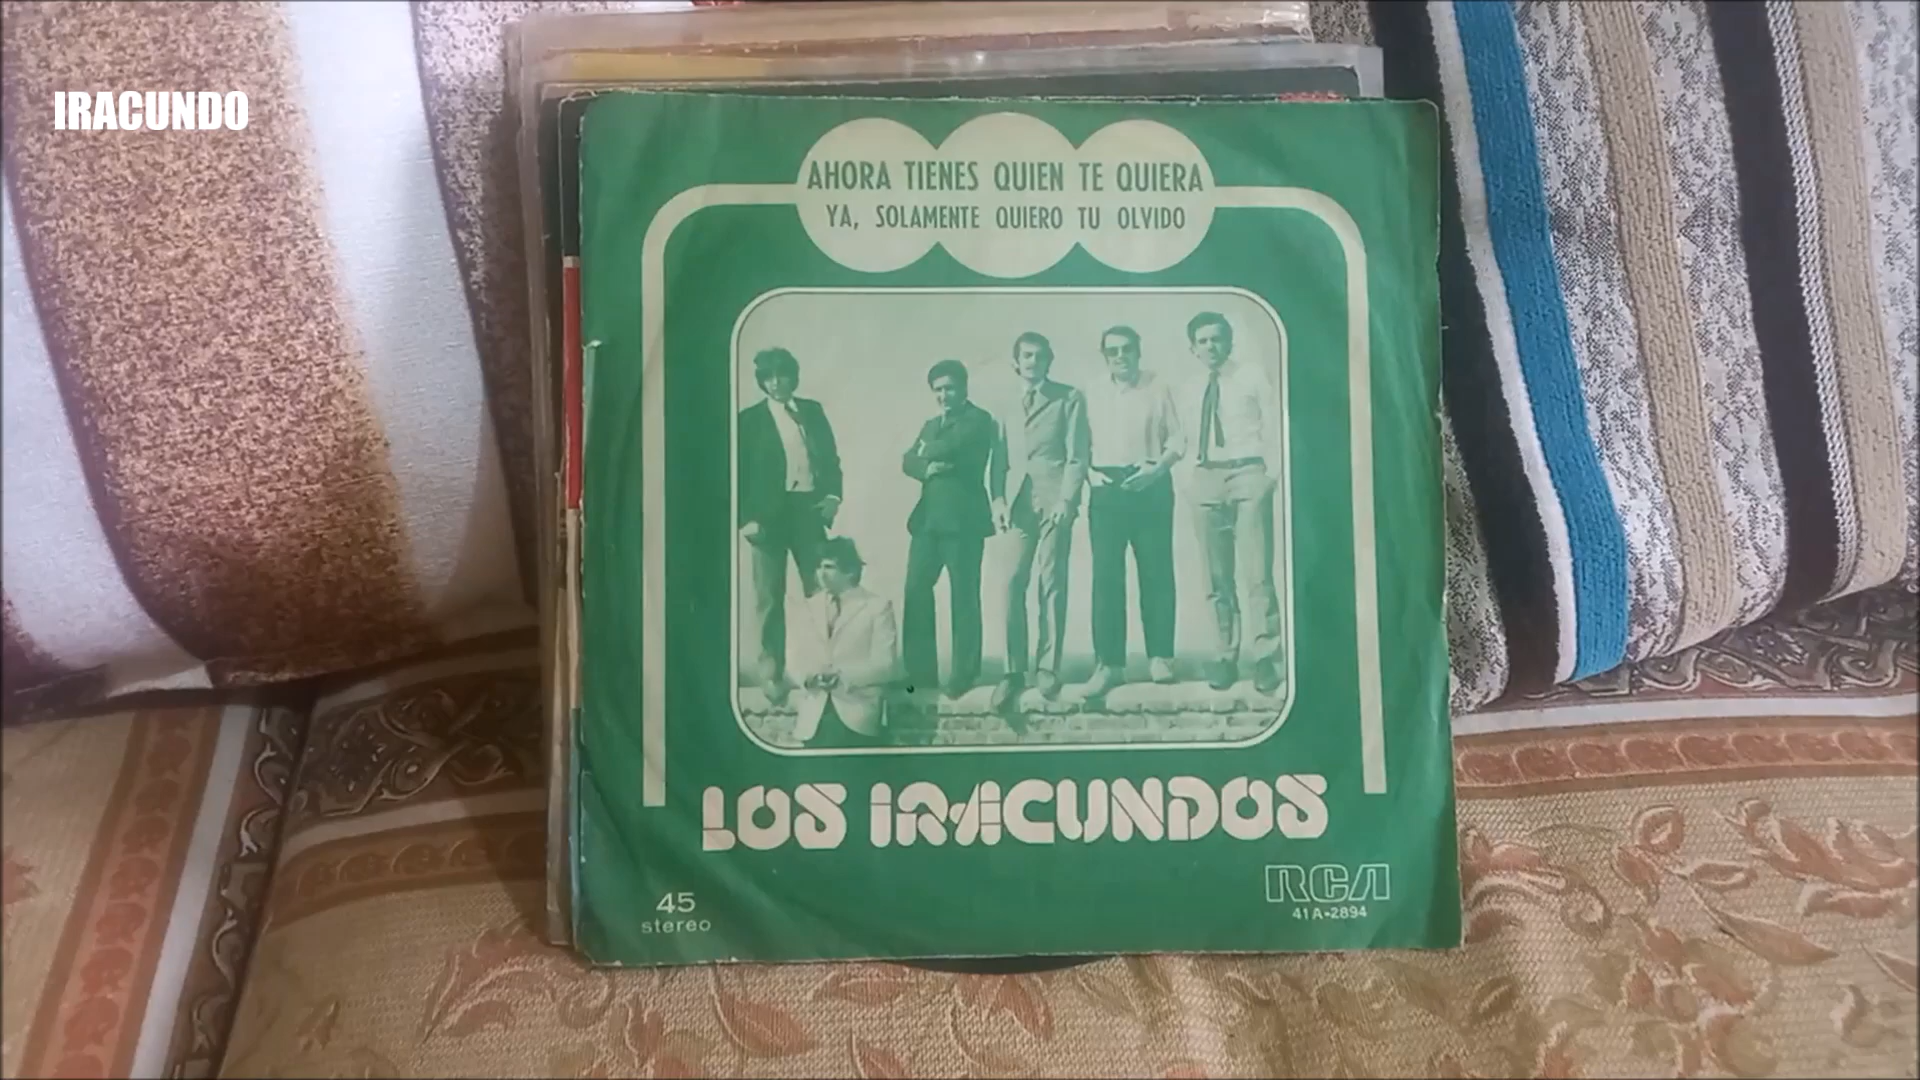 IRACUNDO
AHORA TIENES QUIEN TE QUIERA
YA, SOLAMENTE QUIERO TU OLVIDO
LOS IRACUNDOS
45
stereo
RCA
41A-2894